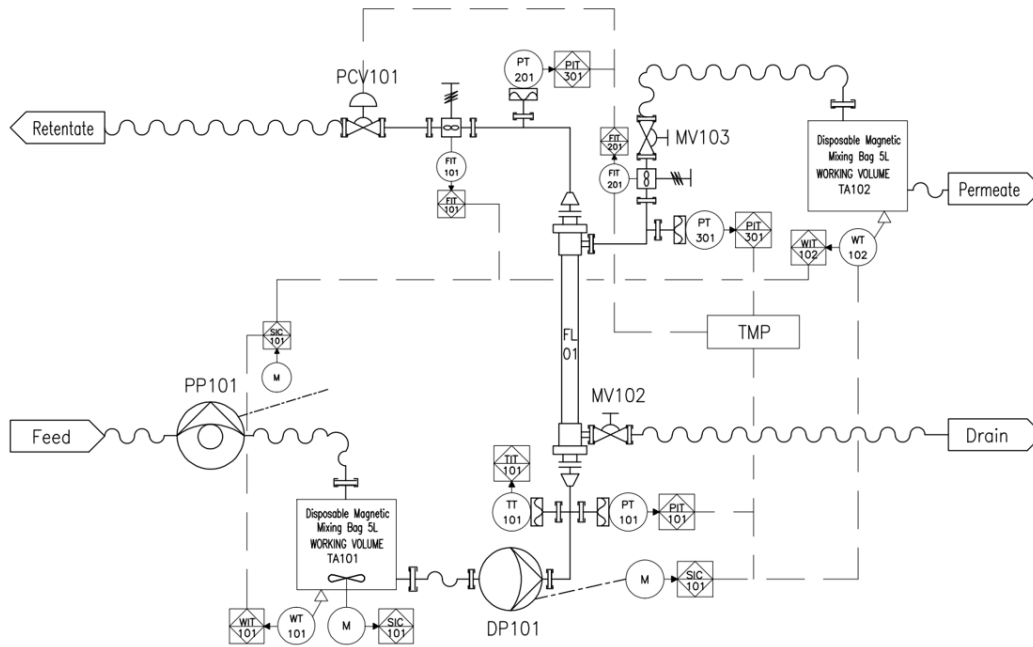 PCV101
PT
201
PIT
301
Retentate
FIT
101
FIT
101
FIT
201
FIT
201
MV103
Disposable Magnetic
Mixing Bag 5L
WORKING VOLUME
TA102
Permeate
PT
301
PIT
301
WIT
102
WT
102
SIC
101
M
TMP
FL
01
PP101
MV102
Feed
Drain
TIT
101
TT
101
PT
101
PIT
101
Disposable Magnetic
Mixing Bag 5L
WORKING VOLUME
TA101
M
SIC
101
DP101
WIT
101
WT
101
M
SIC
101